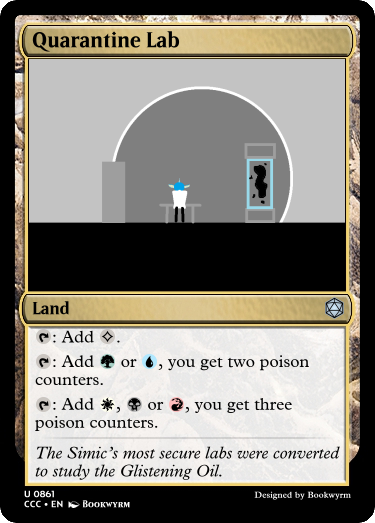 Quarantine Lab
Land
: Add .
: Add or , you get two poison
counters.
: Add , or , you get three
poison counters.
The Simic's most secure labs were converted
to study the Glistening Oil.
U 0861
CCC • EN Bookwyrm
Designed by Bookwyrm